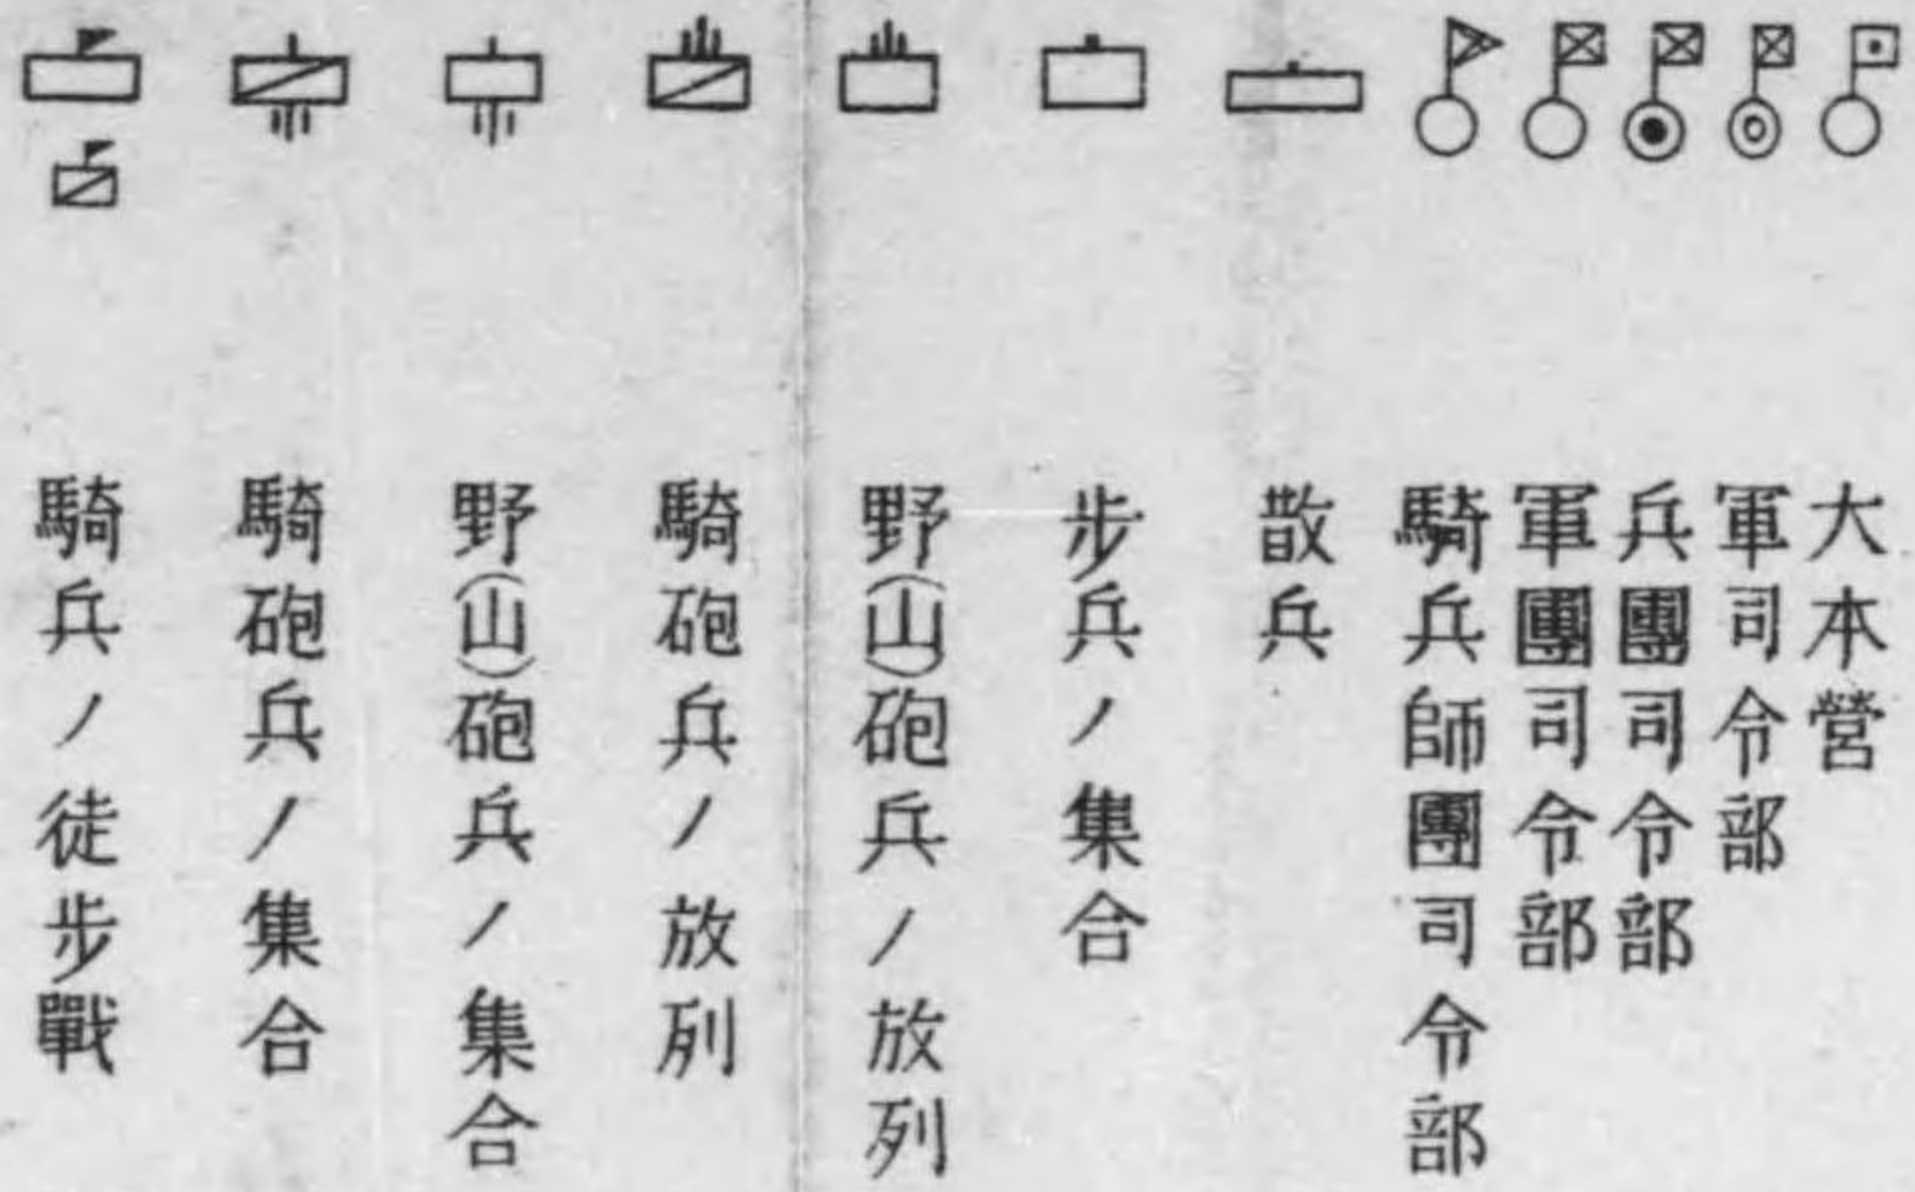 大本營
軍司令部
兵團司令部
軍團司令部
騎兵師團司令部
散兵
步兵ノ集合
野(山)砲兵ノ放列
騎砲兵ノ放列
野(山)砲兵ノ集合
騎砲兵ノ集合
騎兵ノ徒步戰